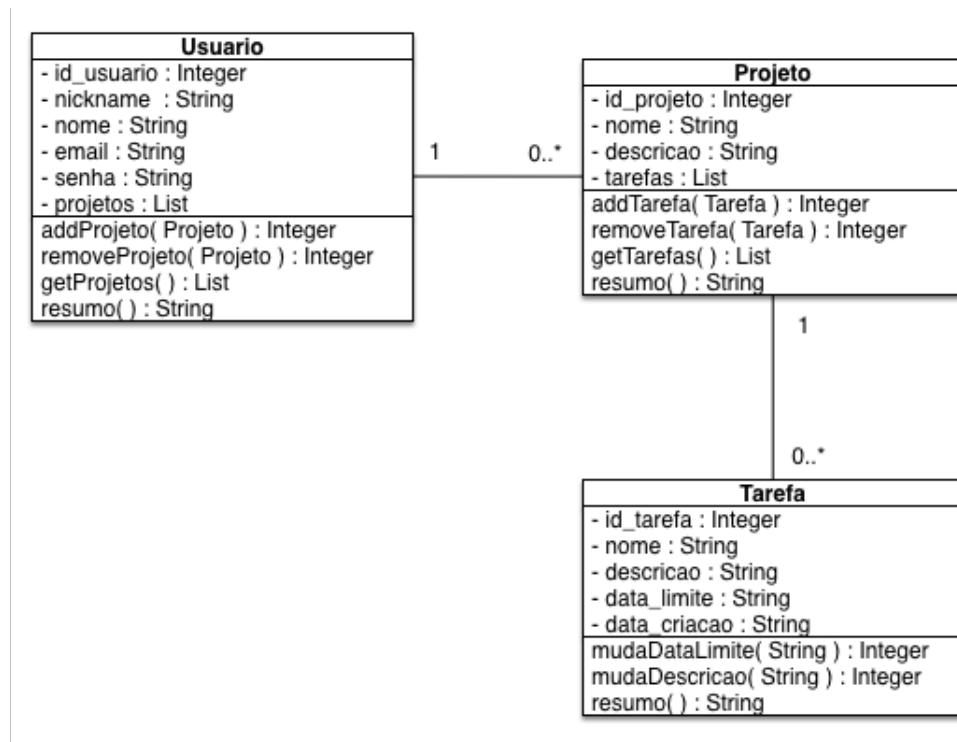 Usuario
- id_usuario : Integer
- nickname : String
- nome : String
- email : String
- senha : String
- projetos : List
addProjeto( Projeto ) : Integer
removeProjeto( Projeto ) : Integer
getProjetos( ) : List
resumo( ) : String
1
0..*
Projeto
- id_projeto : Integer
- nome : String
- descricao : String
- tarefas : List
addTarefa( Tarefa ) : Integer
removeTarefa( Tarefa ) : Integer
getTarefas( ) : List
resumo( ) : String
1
0..*
Tarefa
- id_tarefa : Integer
- nome : String
- descricao : String
- data_limite : String
- data_criacao : String
mudaDataLimite( String ) : Integer
mudaDescricao( String ) : Integer
resumo( ) : String